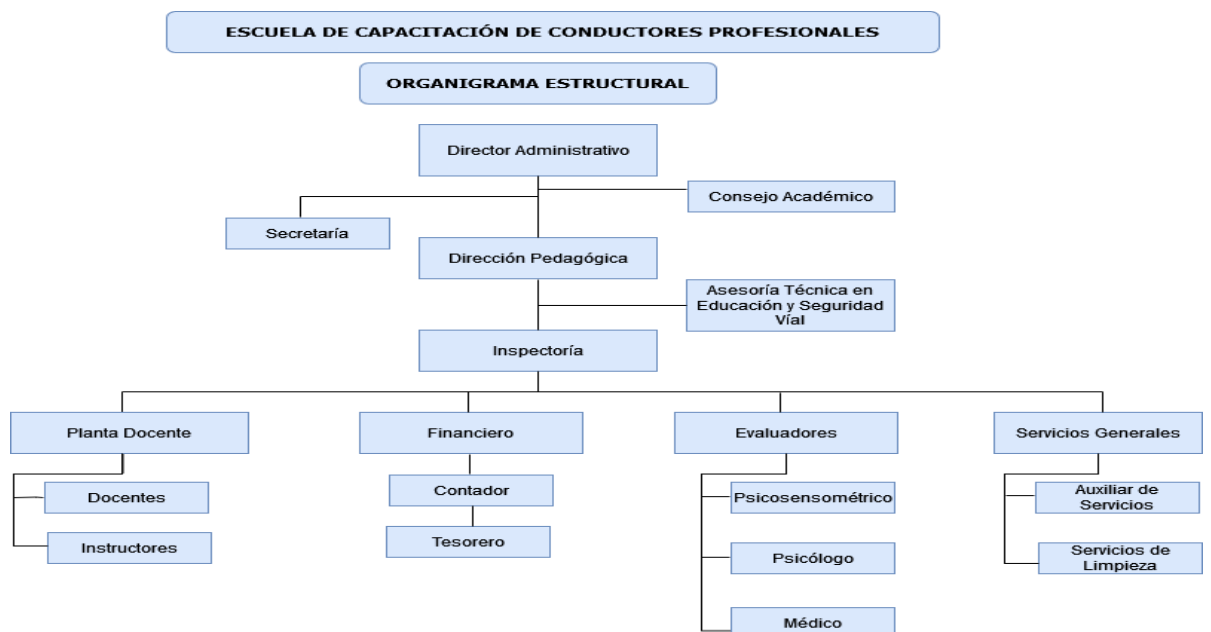 ESCUELA DE CAPACITACIÓN DE CONDUCTORES PROFESIONALES
ORGANIGRAMA ESTRUCTURAL
Director Administrativo
Consejo Académico
Secretaría
Dirección Pedagógica
Asesoría Técnica en
Educación y Seguridad
Víal
Inspectoría
Planta Docente
Financiero
Evaluadores
Servicios Generales
Docentes
Instructores
Contador
Tesorero
Psicosensométrico
Psicólogo
Médico
Auxiliar de
Servicios
Servicios de
Limpieza